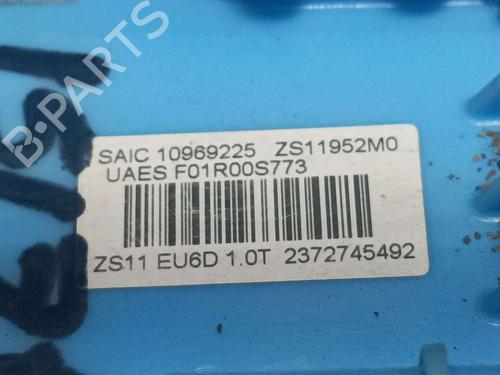 SAIC 10969225 ZS11952M0
UAES F01R00S773
ZS11 EU6D 1.0T 2372745492
B-PARTS